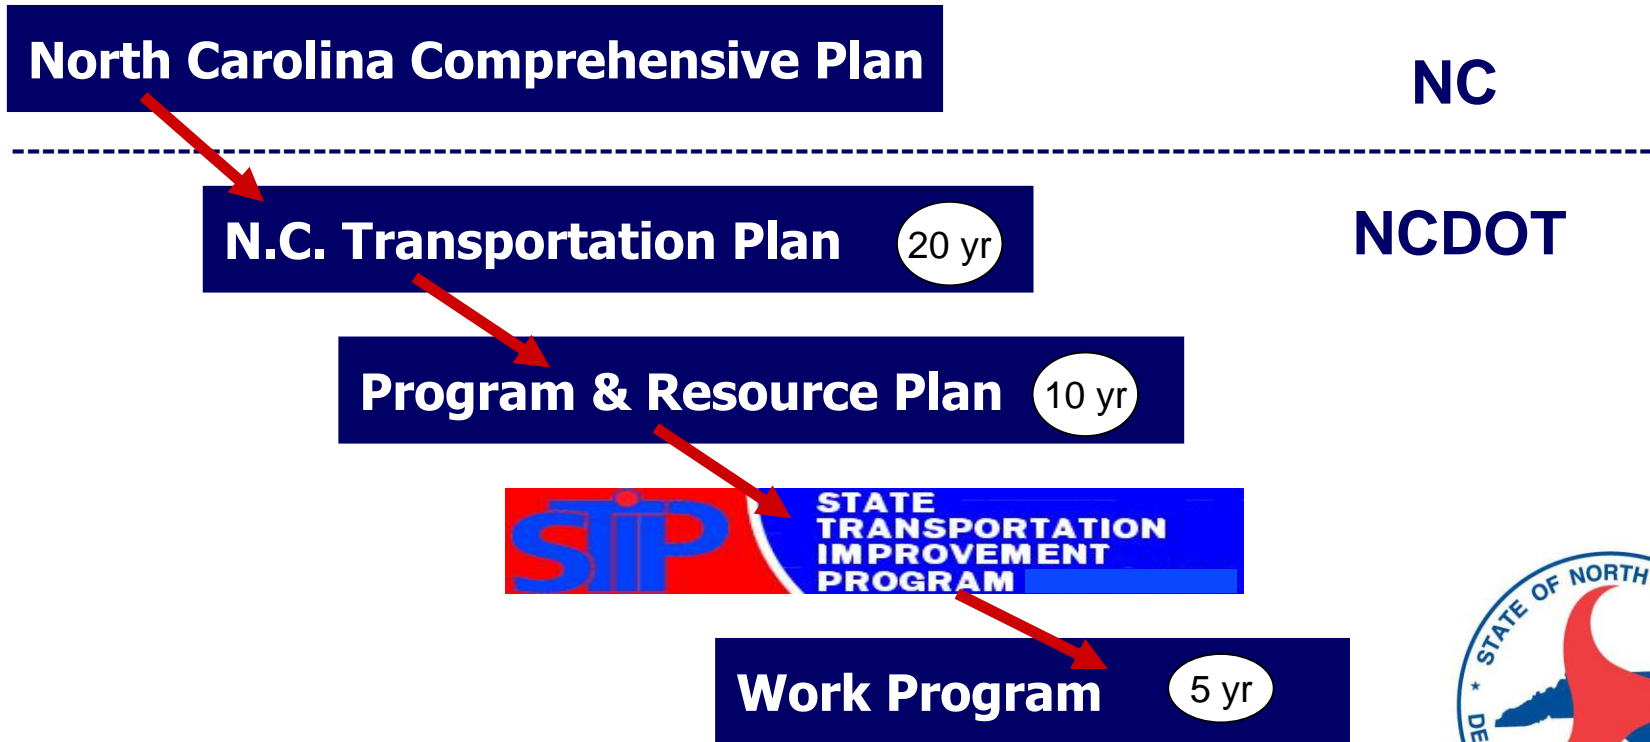 North Carolina Comprehensive Plan
NC
N.C. Transportation Plan
20 yr
NCDOT
Program & Resource Plan
10 yr
STIP
STATE
TRANSPORTATION
IMPROVEMENT
PROGRAM
Work Program
5 yr
STATE OF NORTH